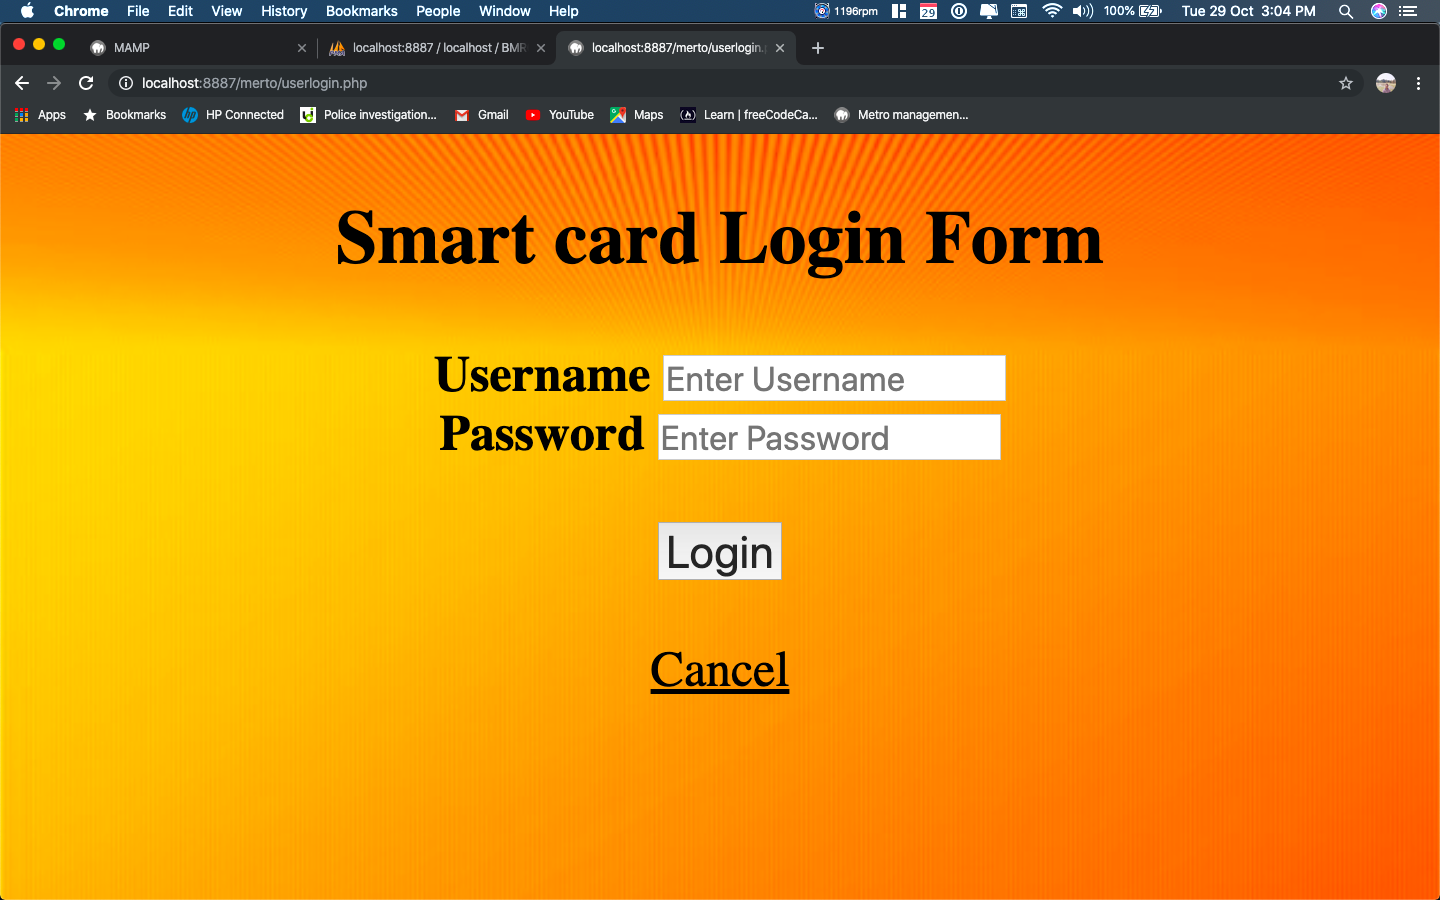 Chrome File Edit View History Bookmarks People Window Help 1196rpm 29 100% Tue 29 Oct 3:04 PM
MAMP localhost:8887 / localhost / BMR localhost:8887/merto/userlogin.
localhost:8887/merto/userlogin.php
Apps Bookmarks HP Connected Police investigation... Gmail YouTube Maps Learn | freeCodeCa... Metro managemen...
Smart card Login Form
Username Enter Username
Password Enter Password
Login
Cancel